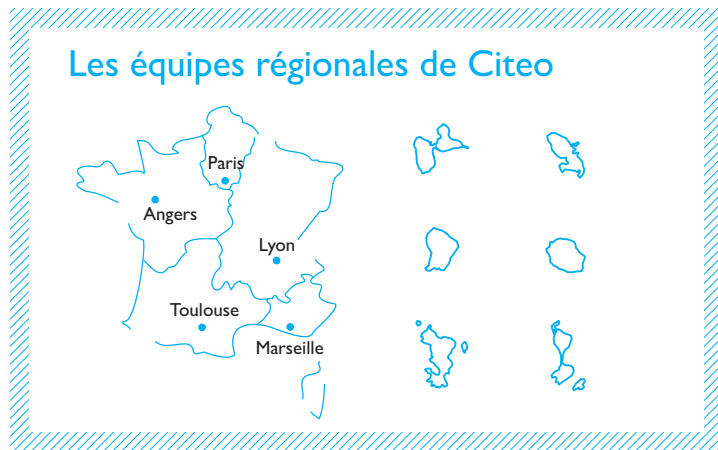 Les équipes régionales de Citeo
Paris
Angers
Lyon
Toulouse
Marseille